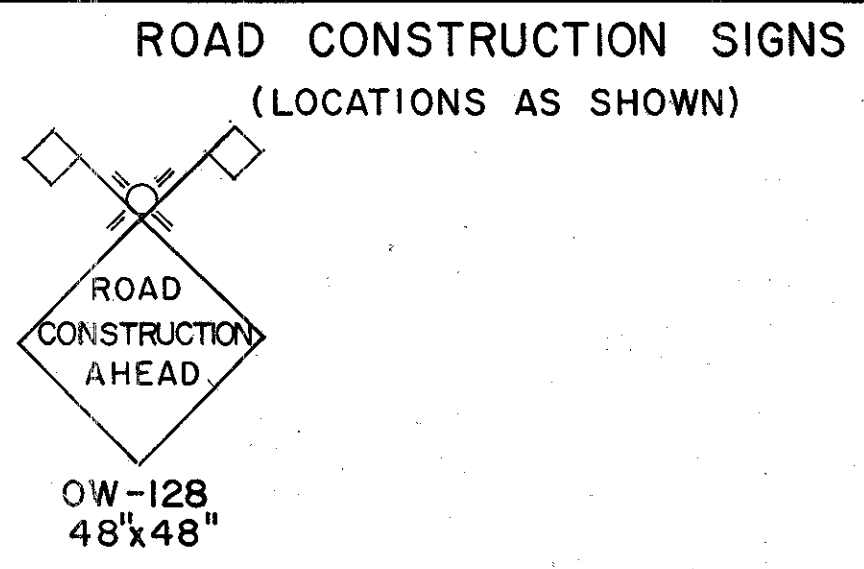 ROAD CONSTRUCTION SIGNS
(LOCATIONS AS SHOWN)
ROAD
CONSTRUCTION
AHEAD
OW-128
48"x48"